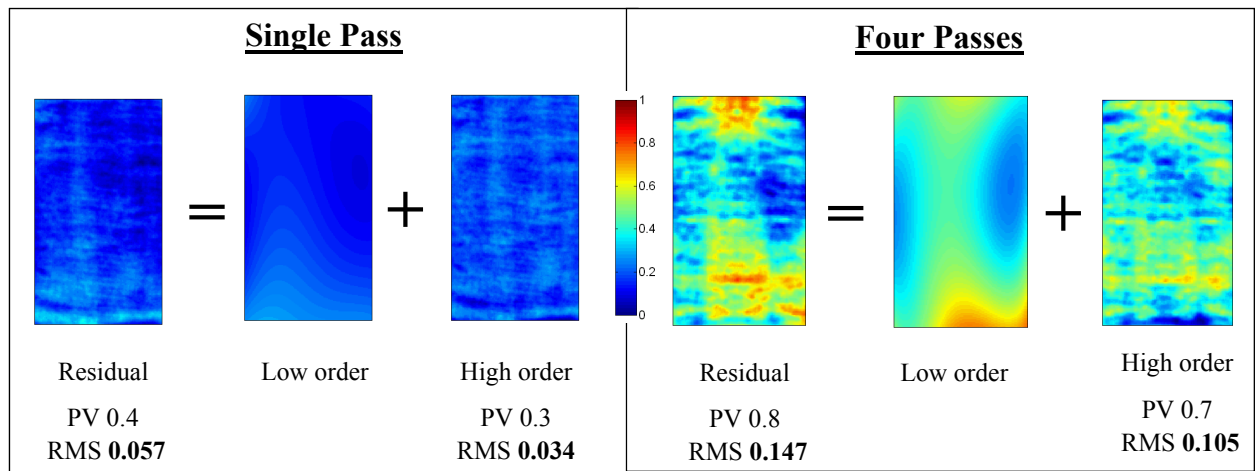 Single Pass
=
+
Residual
Low order
High order
PV 0.4
PV 0.3
RMS 0.057
RMS 0.034
1
0.8
0.6
0.4
0.2
0
Four Passes
=
+
Residual
Low order
High order
PV 0.8
PV 0.7
RMS 0.147
RMS 0.105